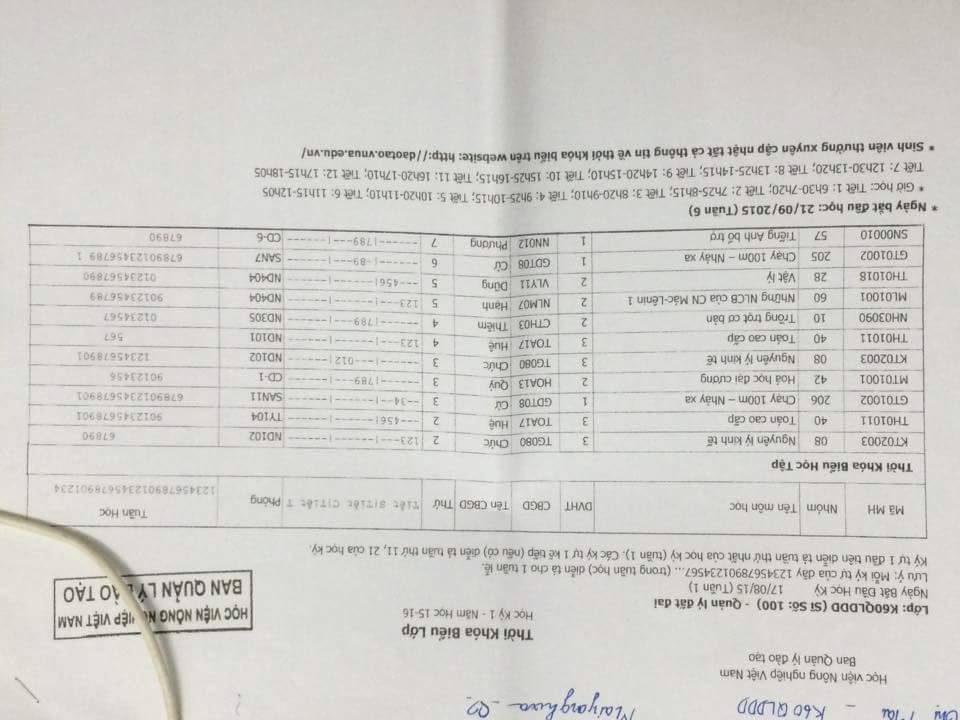 K60QLDDD
Học viện Nông nghiệp Việt Nam
Ban Quản lý đào tạo
Thời Khóa Biểu Lớp
Học Kỳ 1 - Năm Học 15-16
HỌC VIỆN NÔNG NGHIỆP VIỆT NAM
BAN QUẢN LÝ ĐÀO TẠO
Lớp: K60QLDDD (Sĩ Số: 100) - Quản lý đất đai
Ngày Bắt Đầu Học Kỳ 17/08/15 (Tuần 1)
Lưu ý: Mỗi ký tự của dãy 12345678901234567... (trong tuần học) diễn tả cho 1 tuần lễ.
Ký tự 1 đầu tiên diễn tả tuần thứ nhất của học kỳ (tuần 1). Các ký tự 1 kế tiếp (nếu có) diễn tả tuần thứ 11, 21 của học kỳ.
Mã MH Nhóm Tên môn học DVHT CBGD Tên CBGD Thứ Tiết S|Tiết C|Tiết T Phòng Tuần Học
123456789012345678901234
Thời Khóa Biểu Học Tập
KT02003 08 Nguyên lý kinh tế 3 TG080 Chức 2 123---|------|------ ND102 67890
TH01011 40 Toán cao cấp 3 TOA17 Huệ 2 ---456|------|------ TY104 9012345678901
GT01002 206 Chạy 100m – Nhảy xa 1 GDT08 Cử 3 --34--|------|------ SAN11 6789012345678901
MT01001 42 Hoá học đại cương 2 HOA13 Quý 3 ------|789---|------ CD-1 90123456
KT02003 08 Nguyên lý kinh tế 3 TG080 Chức 3 ------|---012|------ ND102 12345678901
TH01011 40 Toán cao cấp 3 TOA17 Huệ 4 123---|------|------ ND101 567
NH03090 10 Trồng trọt cơ bản 2 CTH03 Thiêm 4 ------|789---|------ ND305 01234567
ML01001 60 Những NLCB của CN Mác-Lênin 1 2 NLM07 Hạnh 5 123---|------|------ ND404 90123456789
TH01018 28 Vật lý 2 VLY11 Dũng 5 ---456|------|------ ND404 01234567890
GT01002 205 Chạy 100m – Nhảy xa 1 GDT08 Cử 6 ------|-89---|------ SAN7 67890123456789 1
SN00010 57 Tiếng Anh bổ trợ 1 NNN012 Phương 7 ------|789---|------ CD-6 67890
* Ngày bắt đầu học: 21/09/2015 (Tuần 6)
* Giờ học: Tiết 1: 6h30-7h20; Tiết 2: 7h25-8h15; Tiết 3: 8h20-9h10; Tiết 4: 9h25-10h15; Tiết 5: 10h20-11h10; Tiết 6: 11h15-12h05
Tiết 7: 12h30-13h20; Tiết 8: 13h25-14h15; Tiết 9: 14h20-15h10; Tiết 10: 15h25-16h15; Tiết 11: 16h20-17h10; Tiết 12: 17h15-18h05
* Sinh viên thường xuyên cập nhật tất cả thông tin về thời khóa biểu trên website: http://daotao.vnua.edu.vn/